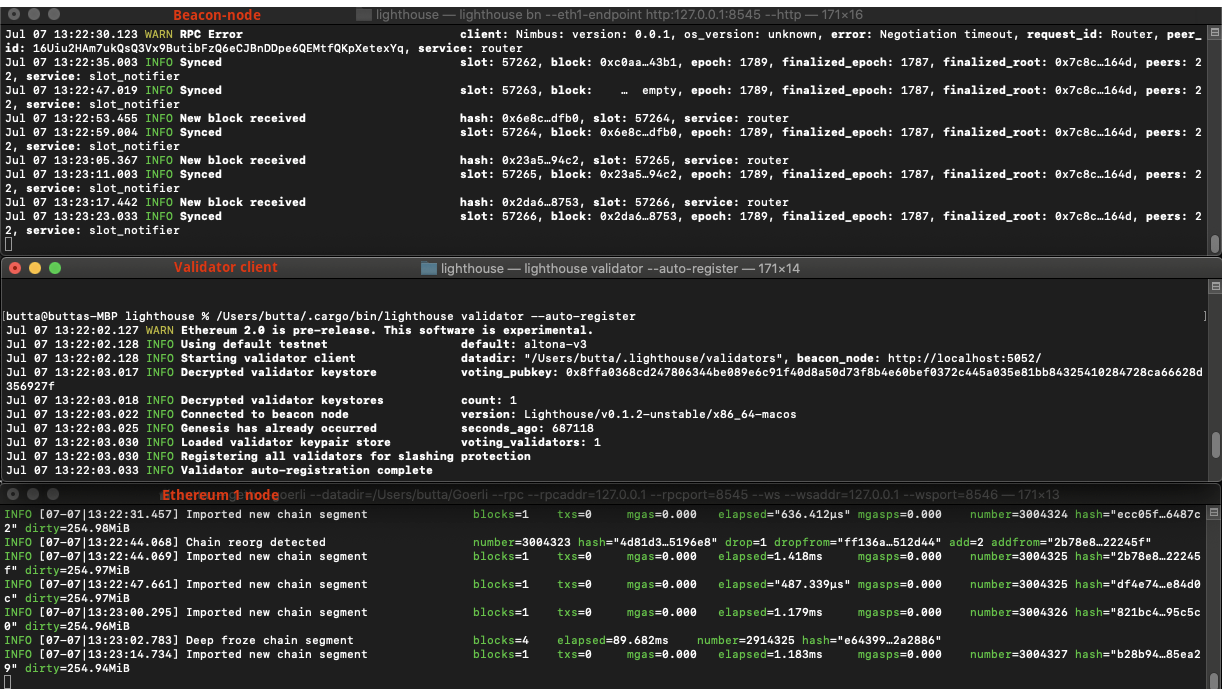 Beacon-node
lighthouse — lighthouse bn --eth1-endpoint http:127.0.0.1:8545 --http — 171×16
Jul 07 13:22:30.123 WARN RPC Error client: Nimbus: version: 0.0.1, os_version: unknown, error: Negotiation timeout, request_id: Router, peer_
id: 16Uiu2HAm7ukQsQ3Vx9ButibFzQ6eCJBnDDpe6QEMtfQKpXetexYq, service: router
Jul 07 13:22:35.003 INFO Synced slot: 57262, block: 0xc0aa…43b1, epoch: 1789, finalized_epoch: 1787, finalized_root: 0x7c8c…164d, peers: 2
2, service: slot_notifier
Jul 07 13:22:47.019 INFO Synced slot: 57263, block: … empty, epoch: 1789, finalized_epoch: 1787, finalized_root: 0x7c8c…164d, peers: 2
2, service: slot_notifier
Jul 07 13:22:53.455 INFO New block received hash: 0x6e8c…dfb0, slot: 57264, service: router
Jul 07 13:22:59.004 INFO Synced slot: 57264, block: 0x6e8c…dfb0, epoch: 1789, finalized_epoch: 1787, finalized_root: 0x7c8c…164d, peers: 2
2, service: slot_notifier
Jul 07 13:23:05.367 INFO New block received hash: 0x23a5…94c2, slot: 57265, service: router
Jul 07 13:23:11.003 INFO Synced slot: 57265, block: 0x23a5…94c2, epoch: 1789, finalized_epoch: 1787, finalized_root: 0x7c8c…164d, peers: 2
2, service: slot_notifier
Jul 07 13:23:17.442 INFO New block received hash: 0x2da6…8753, slot: 57266, service: router
Jul 07 13:23:23.003 INFO Synced slot: 57266, block: 0x2da6…8753, epoch: 1789, finalized_epoch: 1787, finalized_root: 0x7c8c…164d, peers: 2
2, service: slot_notifier
Validator client
lighthouse — lighthouse validator --auto-register — 171×14
[butta@buttas-MBP lighthouse % /Users/butta/.cargo/bin/lighthouse validator --auto-register ]
Jul 07 13:22:02.127 WARN Ethereum 2.0 is pre-release. This software is experimental.
Jul 07 13:22:02.128 INFO Using default testnet default: altona-v3
Jul 07 13:22:02.128 INFO Starting validator client datadir: "/Users/butta/.lighthouse/validators", beacon_node: http://localhost:5052/
Jul 07 13:22:03.017 INFO Decrypted validator keystore voting_pubkey: 0x8ffa0368cd247806344be089e6c91f40d8a50d73f8b4e60bef0372c445a035e81bb84325410284728ca66628d
356927f
Jul 07 13:22:03.018 INFO Decrypted validator keystores count: 1
Jul 07 13:22:03.022 INFO Connected to beacon node version: Lighthouse/v0.1.2-unstable/x86_64-macos
Jul 07 13:22:03.025 INFO Genesis has already occurred seconds_ago: 687118
Jul 07 13:22:03.030 INFO Loaded validator keypair store voting_validators: 1
Jul 07 13:22:03.030 INFO Registering all validators for slashing protection
Jul 07 13:22:03.033 INFO Validator auto-registration complete
Ethereum 1 node
--datadir=/Users/butta/Goerli --rpc --rpcaddr=127.0.0.1 --rpcport=8545 --ws --wsaddr=127.0.0.1 --wsport=8546 — 171×13
INFO [07-07|13:22:31.457] Imported new chain segment blocks=1 txs=0 mgas=0.000 elapsed="636.412µs" mgasps=0.000 number=3004324 hash="ecc05f…6487c
2" dirty=254.98MiB
INFO [07-07|13:22:44.068] Chain reorg detected number=3004323 hash="4d81d3…5196e8" drop=1 dropfrom="ff136a…512d44" add=2 addfrom="2b78e8…22245f"
INFO [07-07|13:22:44.069] Imported new chain segment blocks=1 txs=0 mgas=0.000 elapsed=1.418ms mgasps=0.000 number=3004325 hash="2b78e8…22245
f" dirty=254.97MiB
INFO [07-07|13:22:47.661] Imported new chain segment blocks=1 txs=0 mgas=0.000 elapsed="487.339µs" mgasps=0.000 number=3004325 hash="df4e74…e84d0
c" dirty=254.97MiB
INFO [07-07|13:23:00.295] Imported new chain segment blocks=1 txs=0 mgas=0.000 elapsed=1.179ms mgasps=0.000 number=3004326 hash="821bc4…95c5c
0" dirty=254.96MiB
INFO [07-07|13:23:02.783] Deep froze chain segment blocks=4 elapsed=89.682ms number=2914325 hash="e64399…2a2886"
INFO [07-07|13:23:14.734] Imported new chain segment blocks=1 txs=0 mgas=0.000 elapsed=1.183ms mgasps=0.000 number=3004327 hash="b28b94…85ea2
9" dirty=254.94MiB